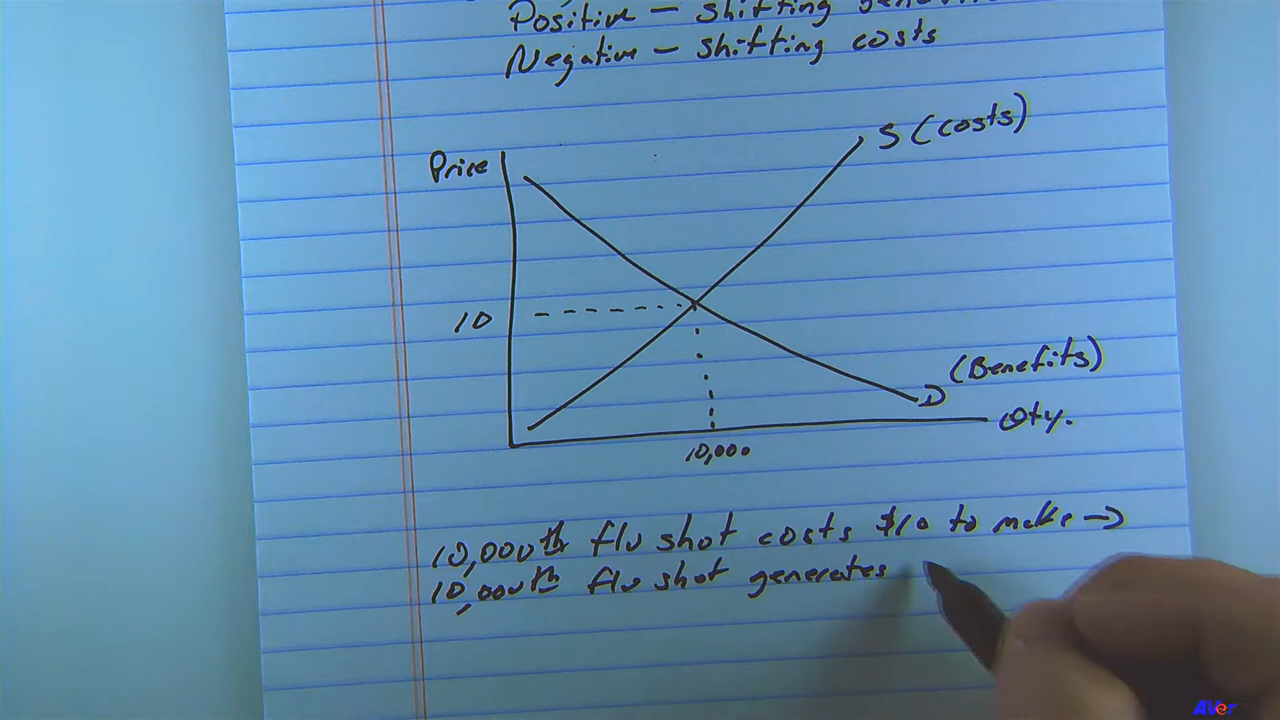 Positive - shifting
Negative - shifting costs
S (costs)
Price
10
(Benefits)
D
Qty.
10,000
10,000th flu shot costs $10 to make →
10,000th flu shot generates
AVer